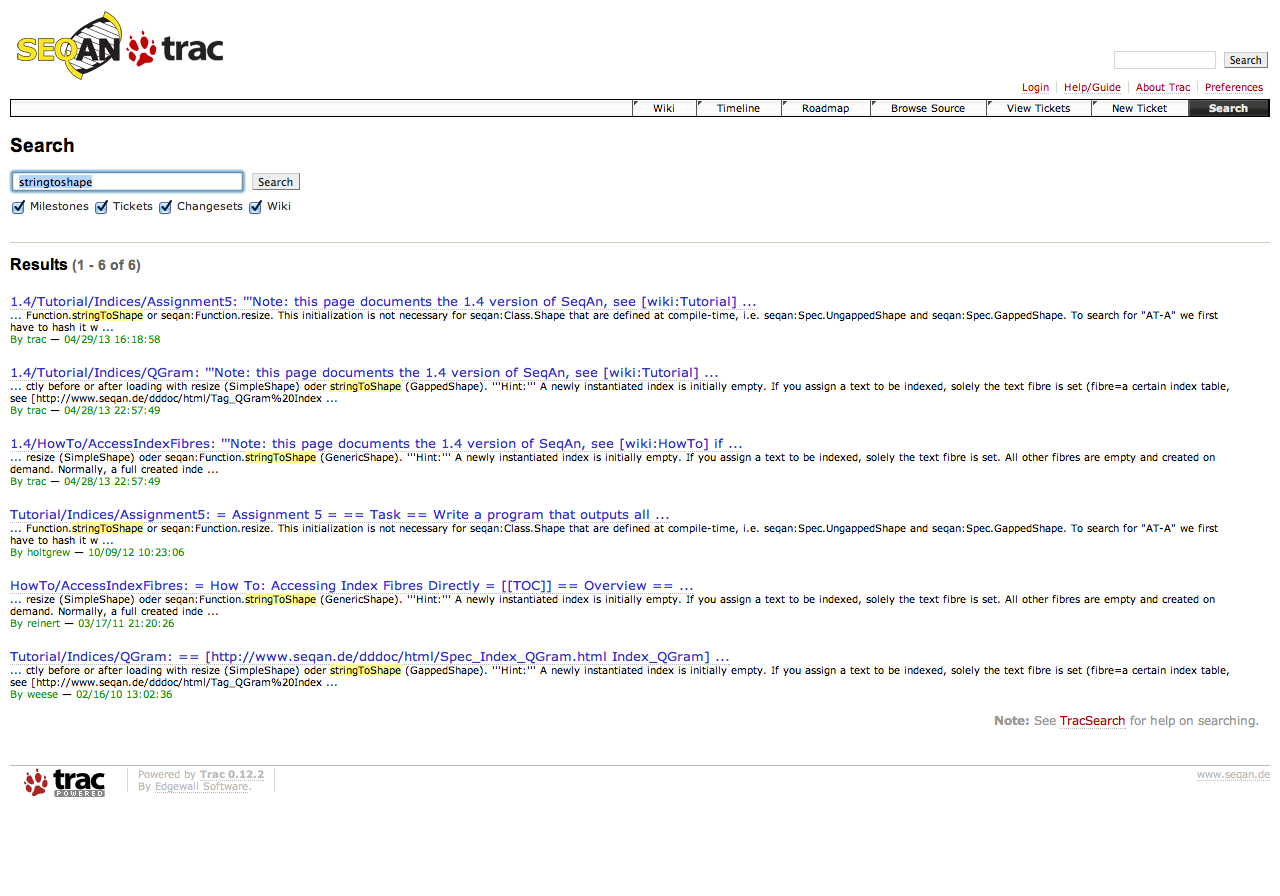 SEQAN trac
Search
Login Help/Guide About Trac Preferences
Wiki Timeline Roadmap Browse Source View Tickets New Ticket Search
Search
stringtoshape Search
Milestones Tickets Changesets Wiki
Results (1 - 6 of 6)
1.4/Tutorial/Indices/Assignment5: '''Note: this page documents the 1.4 version of SeqAn, see [wiki:Tutorial] ...
... Function.stringToShape or seqan:Function.resize. This initialization is not necessary for seqan:Class.Shape that are defined at compile-time, i.e. seqan:Spec.UngappedShape and seqan:Spec.GappedShape. To search for "AT-A" we first
have to hash it w ...
By trac — 04/29/13 16:18:58
1.4/Tutorial/Indices/QGram: '''Note: this page documents the 1.4 version of SeqAn, see [wiki:Tutorial] ...
... ctly before or after loading with resize (SimpleShape) oder stringToShape (GappedShape). '''Hint:''' A newly instantiated index is initially empty. If you assign a text to be indexed, solely the text fibre is set (fibre=a certain index table,
see [http://www.seqan.de/dddoc/html/Tag_QGram%20Index ...
By trac — 04/28/13 22:57:49
1.4/HowTo/AccessIndexFibres: '''Note: this page documents the 1.4 version of SeqAn, see [wiki:HowTo] if ...
... resize (SimpleShape) oder seqan:Function.stringToShape (GenericShape). '''Hint:''' A newly instantiated index is initially empty. If you assign a text to be indexed, solely the text fibre is set. All other fibres are empty and created on
demand. Normally, a full created inde ...
By trac — 04/28/13 22:57:49
Tutorial/Indices/Assignment5: = Assignment 5 = == Task == Write a program that outputs all ...
... Function.stringToShape or seqan:Function.resize. This initialization is not necessary for seqan:Class.Shape that are defined at compile-time, i.e. seqan:Spec.UngappedShape and seqan:Spec.GappedShape. To search for "AT-A" we first
have to hash it w ...
By holtgrew — 10/09/12 10:23:06
HowTo/AccessIndexFibres: = How To: Accessing Index Fibres Directly = [[TOC]] == Overview == ...
... resize (SimpleShape) oder seqan:Function.stringToShape (GenericShape). '''Hint:''' A newly instantiated index is initially empty. If you assign a text to be indexed, solely the text fibre is set. All other fibres are empty and created on
demand. Normally, a full created inde ...
By reinert — 03/17/11 21:20:26
Tutorial/Indices/QGram: == [http://www.seqan.de/dddoc/html/Spec_Index_QGram.html Index_QGram] ...
... ctly before or after loading with resize (SimpleShape) oder stringToShape (GappedShape). '''Hint:''' A newly instantiated index is initially empty. If you assign a text to be indexed, solely the text fibre is set (fibre=a certain index table,
see [http://www.seqan.de/dddoc/html/Tag_QGram%20Index ...
By weese — 02/16/10 13:02:36
Note: See TracSearch for help on searching.
trac POWERED
Powered by Trac 0.12.2
By Edgewall Software.
www.seqan.de